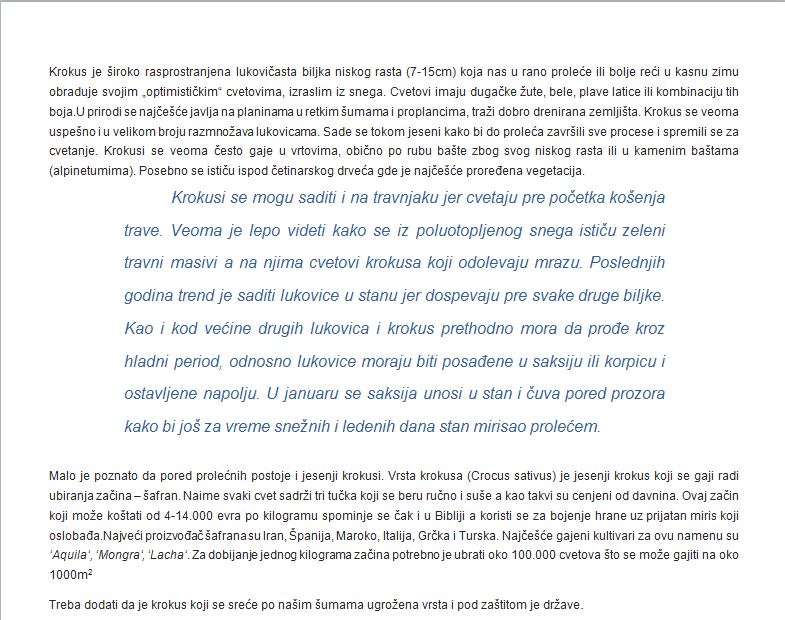 Krokus je široko rasprostranjena lukovičasta biljka niskog rasta (7-15cm) koja nas u rano proleće ili bolje reći u kasnu zimu
obraduje svojim „optimističkim“ cvetovima, izraslim iz snega. Cvetovi imaju dugačke žute, bele, plave latice ili kombinaciju tih
boja.U prirodi se najčešće javlja na planinama u retkim šumama i proplancima, traži dobro drenirana zemljišta. Krokus se veoma
uspešno i u velikom broju razmnožava lukovicama. Sade se tokom jeseni kako bi do proleća završili sve procese i spremili se za
cvetanje. Krokusi se veoma često gaje u vrtovima, obično po rubu bašte zbog svog niskog rasta ili u kamenim baštama
(alpinetumima). Posebno se ističu ispod četinarskog drveća gde je najčešće proređena vegetacija.
Krokusi se mogu saditi i na travnjaku jer cvetaju pre početka košenja
trave. Veoma je lepo videti kako se iz poluotopljenog snega ističu zeleni
travni masivi a na njima cvetovi krokusa koji odolevaju mrazu. Poslednjih
godina trend je saditi lukovice u stanu jer dospevaju pre svake druge biljke.
Kao i kod većine drugih lukovica i krokus prethodno mora da prođe kroz
hladni period, odnosno lukovice moraju biti posađene u saksiju ili korpicu i
ostavljene napolju. U januaru se saksija unosi u stan i čuva pored prozora
kako bi još za vreme snežnih i ledenih dana stan mirisao prolećem.
Malo je poznato da pored prolećnih postoje i jesenji krokusi. Vrsta krokusa (Crocus sativus) je jesenji krokus koji se gaji radi
ubiranja začina – šafran. Naime svaki cvet sadrži tri tučka koji se beru ručno i suše a kao takvi su cenjeni od davnina. Ovaj začin
koji može koštati od 4-14.000 evra po kilogramu spominje se čak i u Bibliji a koristi se za bojenje hrane uz prijatan miris koji
oslobađa.Najveći proizvođač šafrana su Iran, Španija, Maroko, Italija, Grčka i Turska. Najčešće gajeni kultivari za ovu namenu su
‘Aquila‘, ‘Mongra‘, ‘Lacha‘. Za dobijanje jednog kilograma začina potrebno je ubrati oko 100.000 cvetova što se može gajiti na oko
1000m²
Treba dodati da je krokus koji se sreće po našim šumama ugrožena vrsta i pod zaštitom je države.